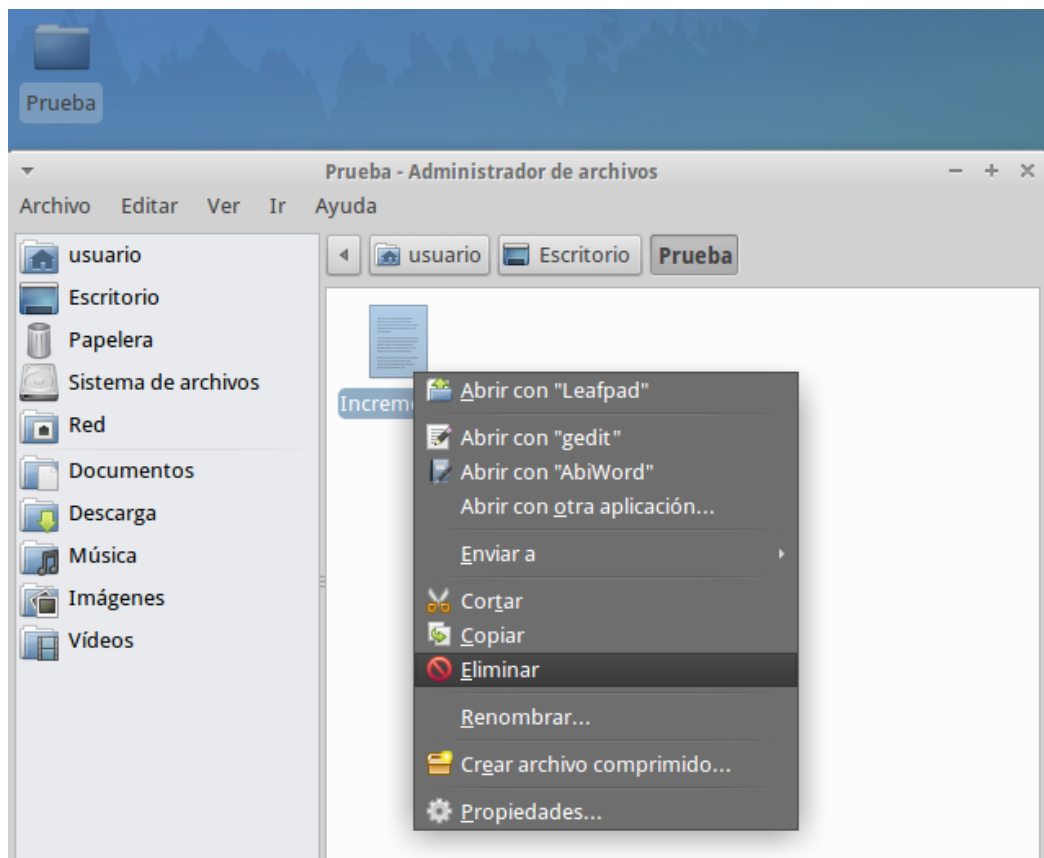 Prueba
Prueba - Administrador de archivos
Archivo Editar Ver Ir Ayuda
usuario
Escritorio
Papelera
Sistema de archivos
Red
Documentos
Descarga
Música
Imágenes
Vídeos
usuario Escritorio Prueba
Abrir con "Leafpad"
Abrir con "gedit"
Abrir con "AbiWord"
Abrir con otra aplicación...
Enviar a
Cortar
Copiar
Eliminar
Renombrar...
Crear archivo comprimido...
Propiedades...